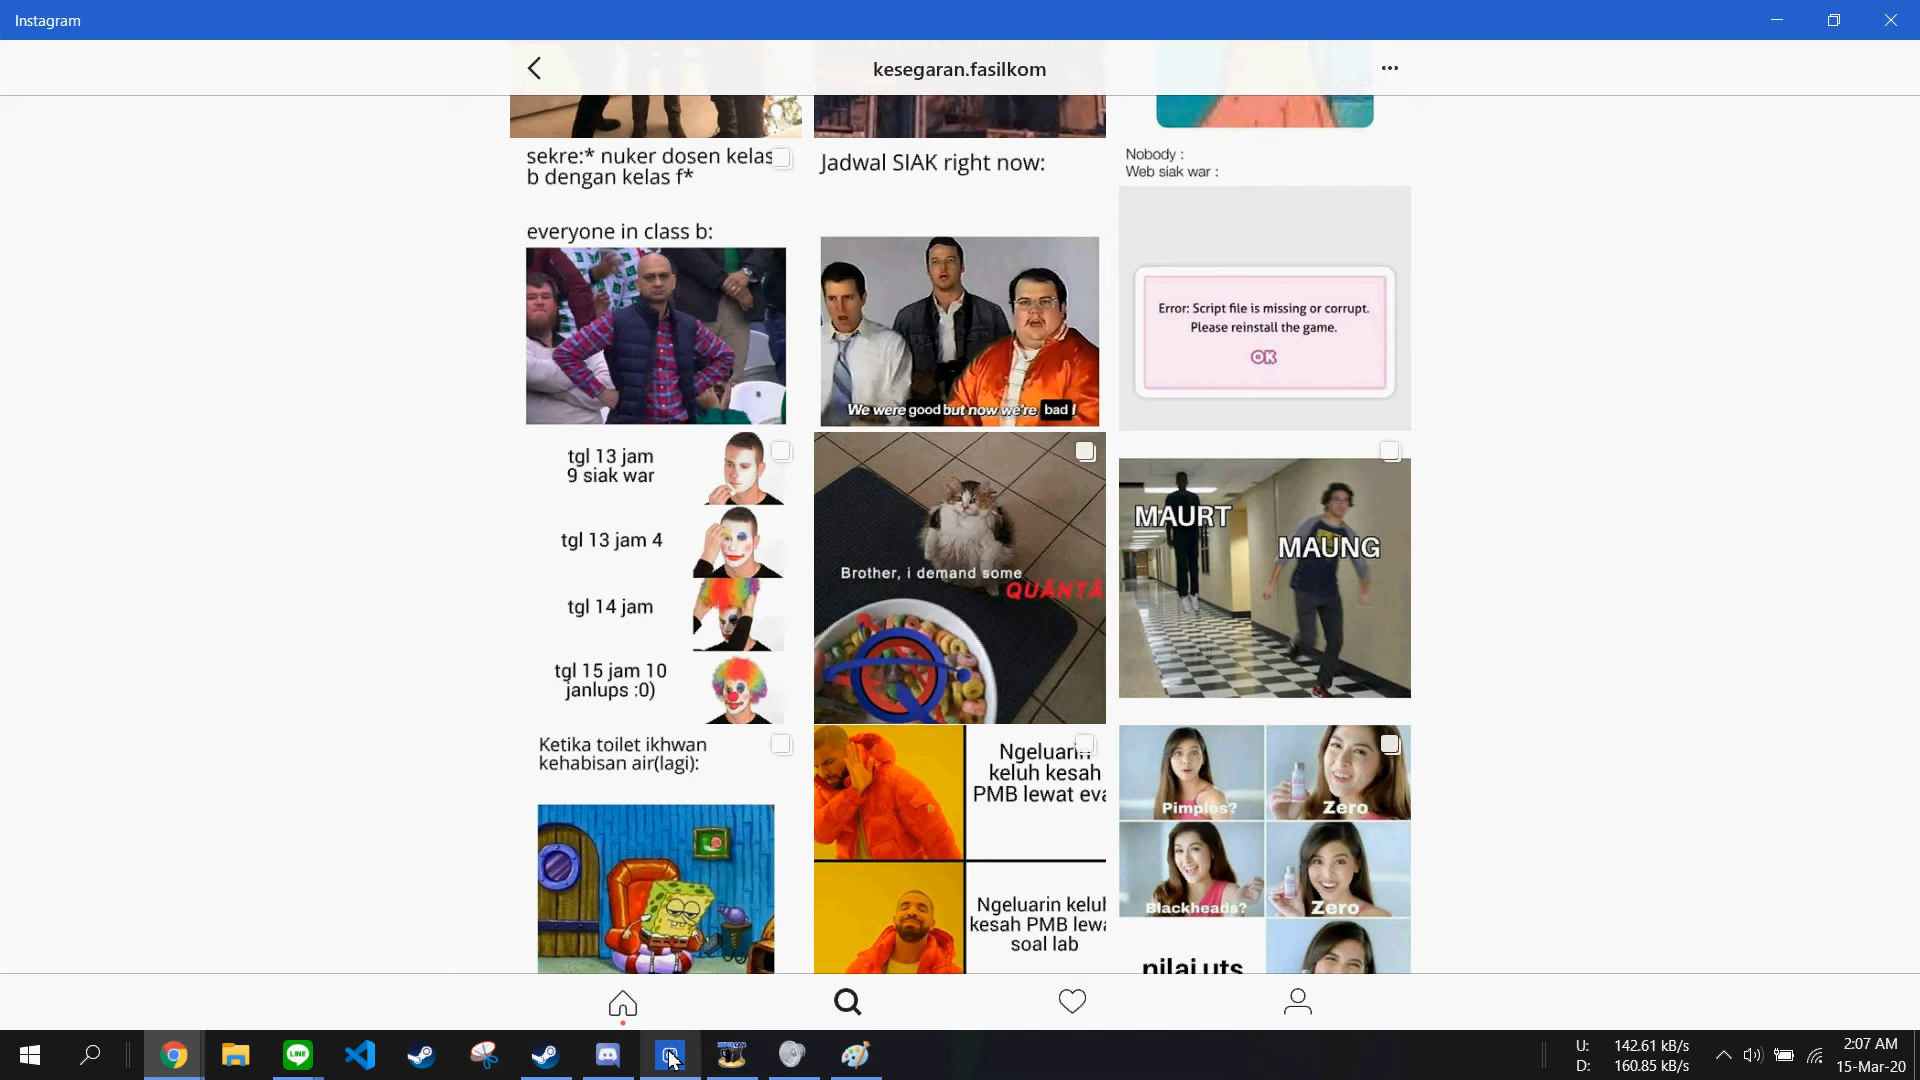 Instagram
kesegaran.fasilkom
sekre:* nuker dosen kelas
b dengan kelas f*
everyone in class b:
Jadwal SIAK right now:
We were good but now we're bad !
Nobody :
Web siak war :
Error: Script file is missing or corrupt.
Please reinstall the game.
OK
tgl 13 jam
9 siak war
tgl 13 jam 4
tgl 14 jam
tgl 15 jam 10
janlups :0)
Brother, i demand some
QUÄNTÄ
MAURT
MAUNG
Ketika toilet ikhwan
kehabisan air(lagi):
Ngeluarin
keluh kesah
PMB lewat eva
Ngeluarin keluh
kesah PMB lewa
soal lab
Pimples?
Zero
Blackheads?
Zero
nilai uts
LINE
U: 142.61 kB/s
D: 160.85 kB/s
2:07 AM
15-Mar-20